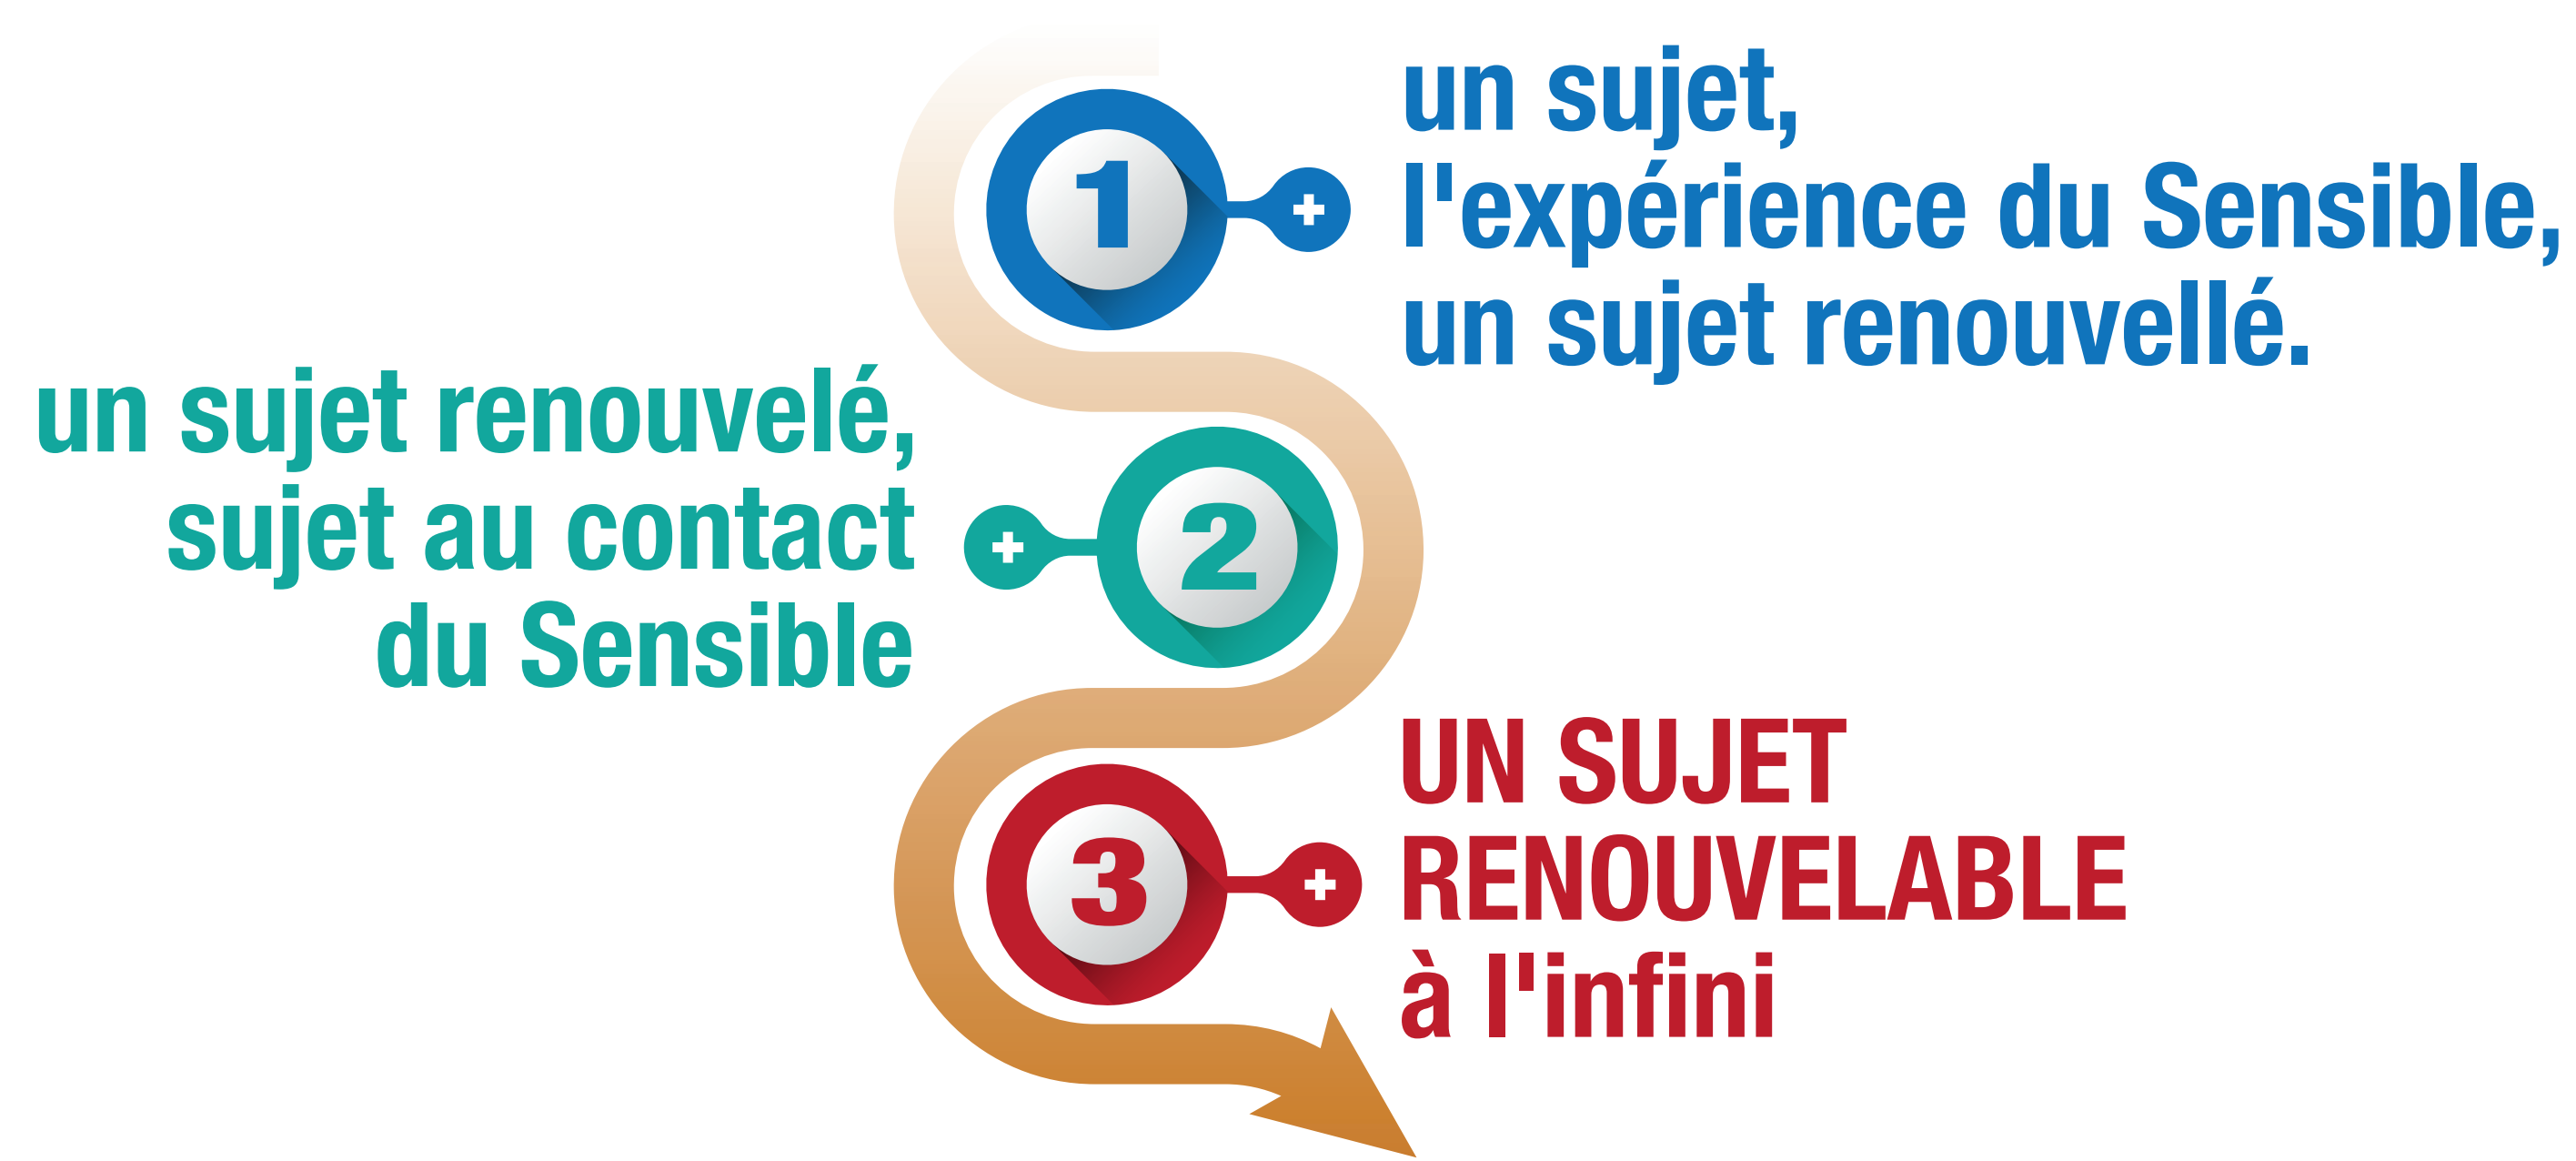 1
+
un sujet,
l'expérience du Sensible,
un sujet renouvellé.
un sujet renouvelé,
sujet au contact
du Sensible
+
2
3
+
UN SUJET
RENOUVELABLE
à l'infini